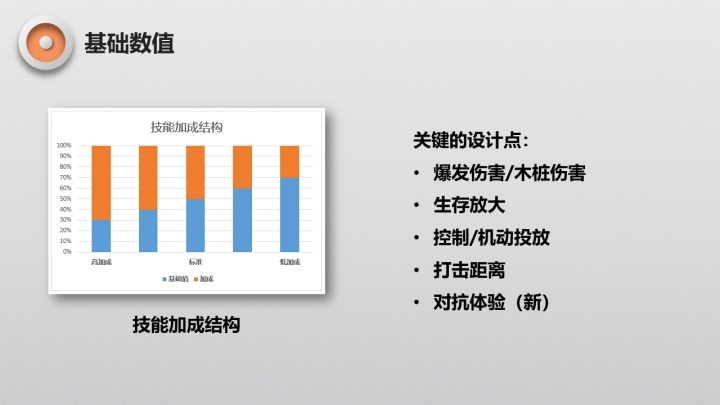 基础数值
技能加成结构
100%
90%
80%
70%
60%
50%
40%
30%
20%
10%
0%
高加成 标准 低加成
基础值 加成
技能加成结构
关键的设计点：
• 爆发伤害/木桩伤害
• 生存放大
• 控制/机动投放
• 打击距离
• 对抗体验（新）